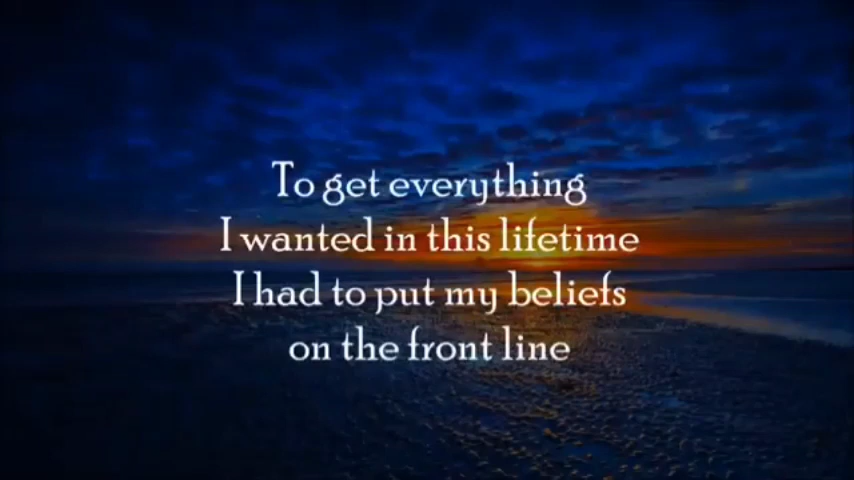 To get everything
I wanted in this lifetime
I had to put my beliefs
on the front line